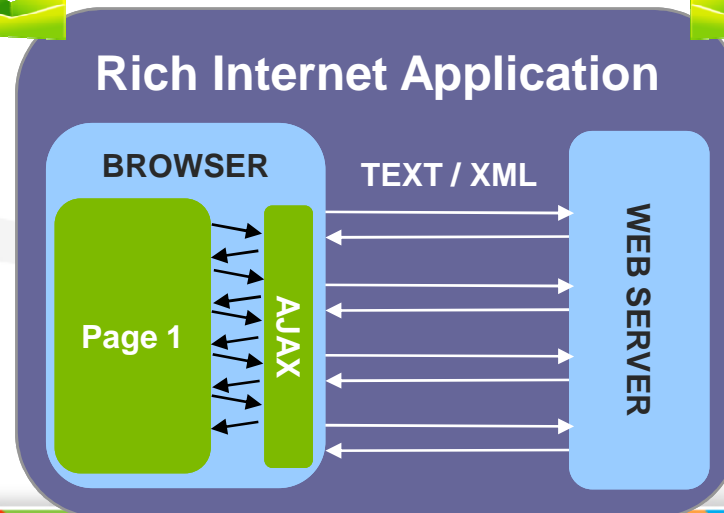 Rich Internet Application
BROWSER
TEXT / XML
Page 1
AJAX
WEB SERVER